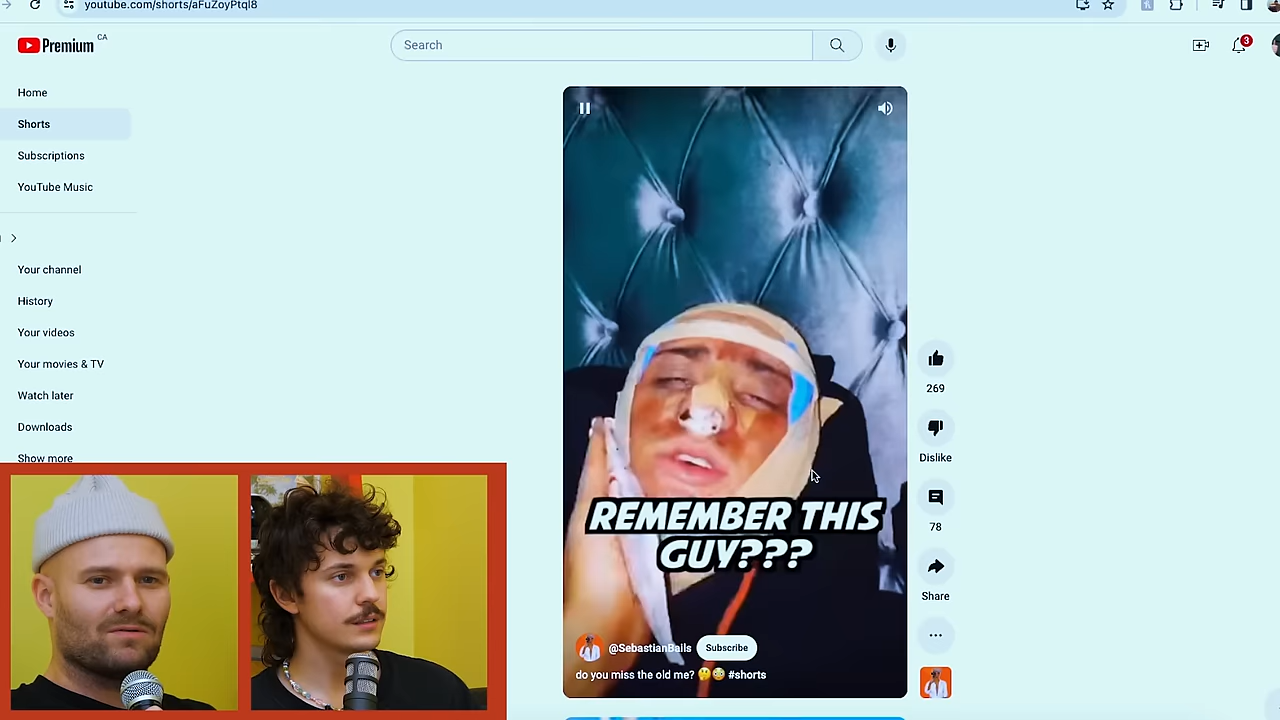 youtube.com/shorts/aFuZoyPtqI8
Premium CA
Search
3
Home
Shorts
Subscriptions
YouTube Music
Your channel
History
Your videos
Your movies & TV
Watch later
Downloads
Show more
REMEMBER THIS
GUY???
@SebastianBails
Subscribe
do you miss the old me? 🤔😳 #shorts
269
Dislike
78
Share